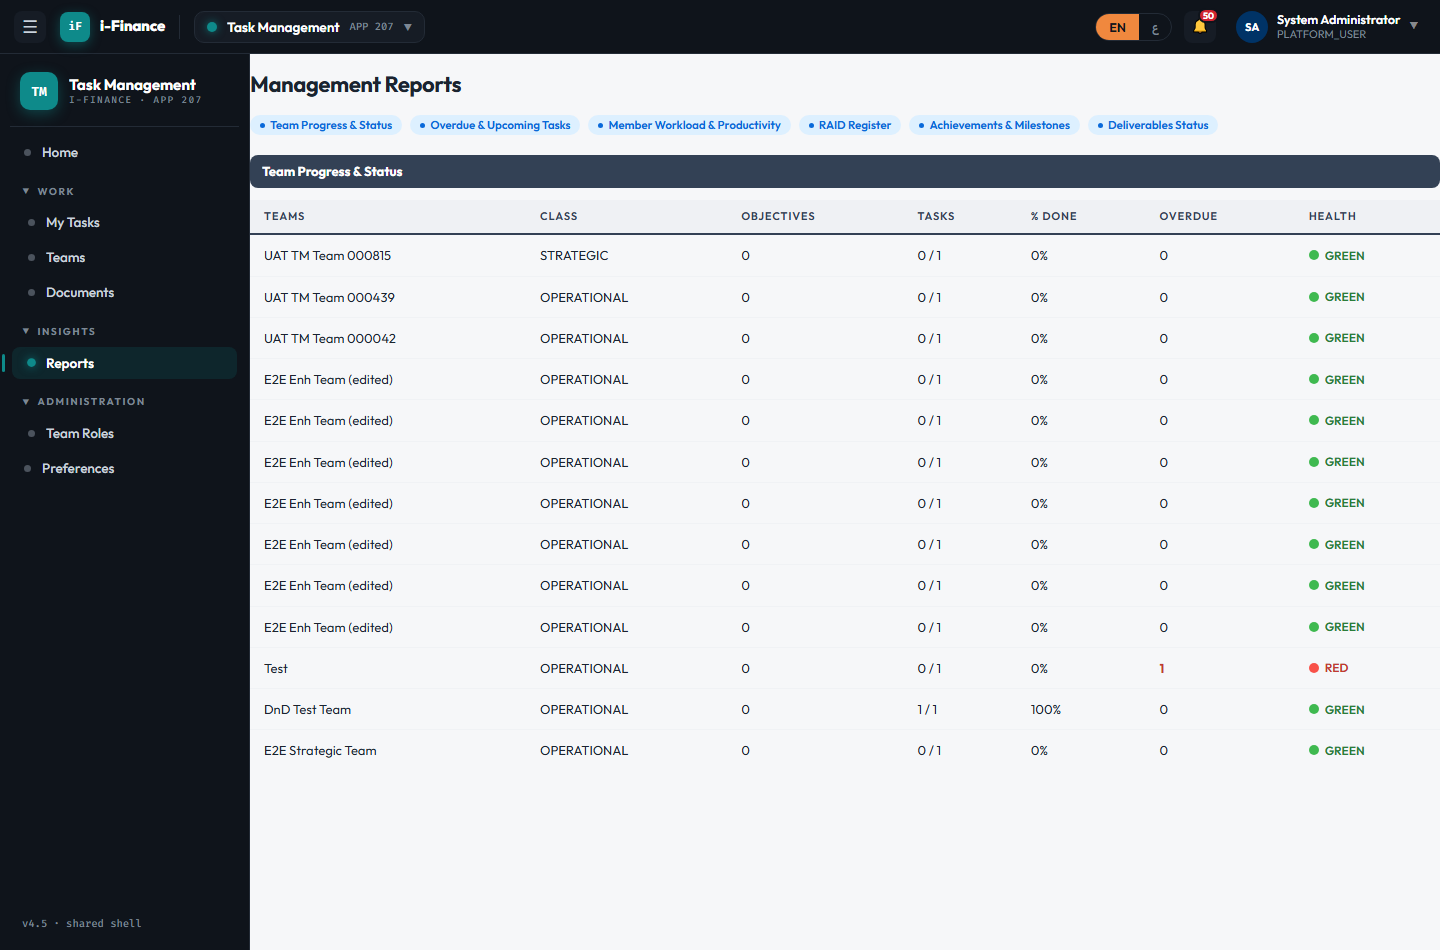 ☰ iF i-Finance Task Management APP 207 ▼ EN ع 50 SA System Administrator ▼
PLATFORM_USER
TM Task Management
I-FINANCE · APP 207
Home
▼ WORK
My Tasks
Teams
Documents
▼ INSIGHTS
Reports
▼ ADMINISTRATION
Team Roles
Preferences
v4.5 · shared shell
Management Reports
Team Progress & Status Overdue & Upcoming Tasks Member Workload & Productivity RAID Register Achievements & Milestones Deliverables Status
Team Progress & Status
TEAMS CLASS OBJECTIVES TASKS % DONE OVERDUE HEALTH
UAT TM Team 000815 STRATEGIC 0 0 / 1 0% 0 GREEN
UAT TM Team 000439 OPERATIONAL 0 0 / 1 0% 0 GREEN
UAT TM Team 000042 OPERATIONAL 0 0 / 1 0% 0 GREEN
E2E Enh Team (edited) OPERATIONAL 0 0 / 1 0% 0 GREEN
E2E Enh Team (edited) OPERATIONAL 0 0 / 1 0% 0 GREEN
E2E Enh Team (edited) OPERATIONAL 0 0 / 1 0% 0 GREEN
E2E Enh Team (edited) OPERATIONAL 0 0 / 1 0% 0 GREEN
E2E Enh Team (edited) OPERATIONAL 0 0 / 1 0% 0 GREEN
E2E Enh Team (edited) OPERATIONAL 0 0 / 1 0% 0 GREEN
E2E Enh Team (edited) OPERATIONAL 0 0 / 1 0% 0 GREEN
Test OPERATIONAL 0 0 / 1 0% 1 RED
DnD Test Team OPERATIONAL 0 1 / 1 100% 0 GREEN
E2E Strategic Team OPERATIONAL 0 0 / 1 0% 0 GREEN